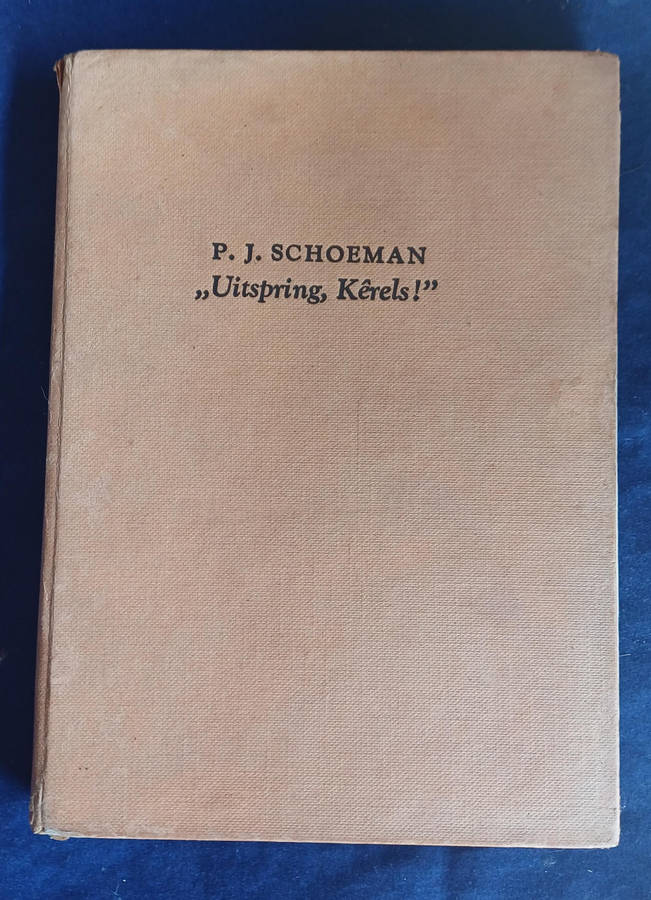 P. J. SCHOEMAN
„Uitspring, Kêrels!”